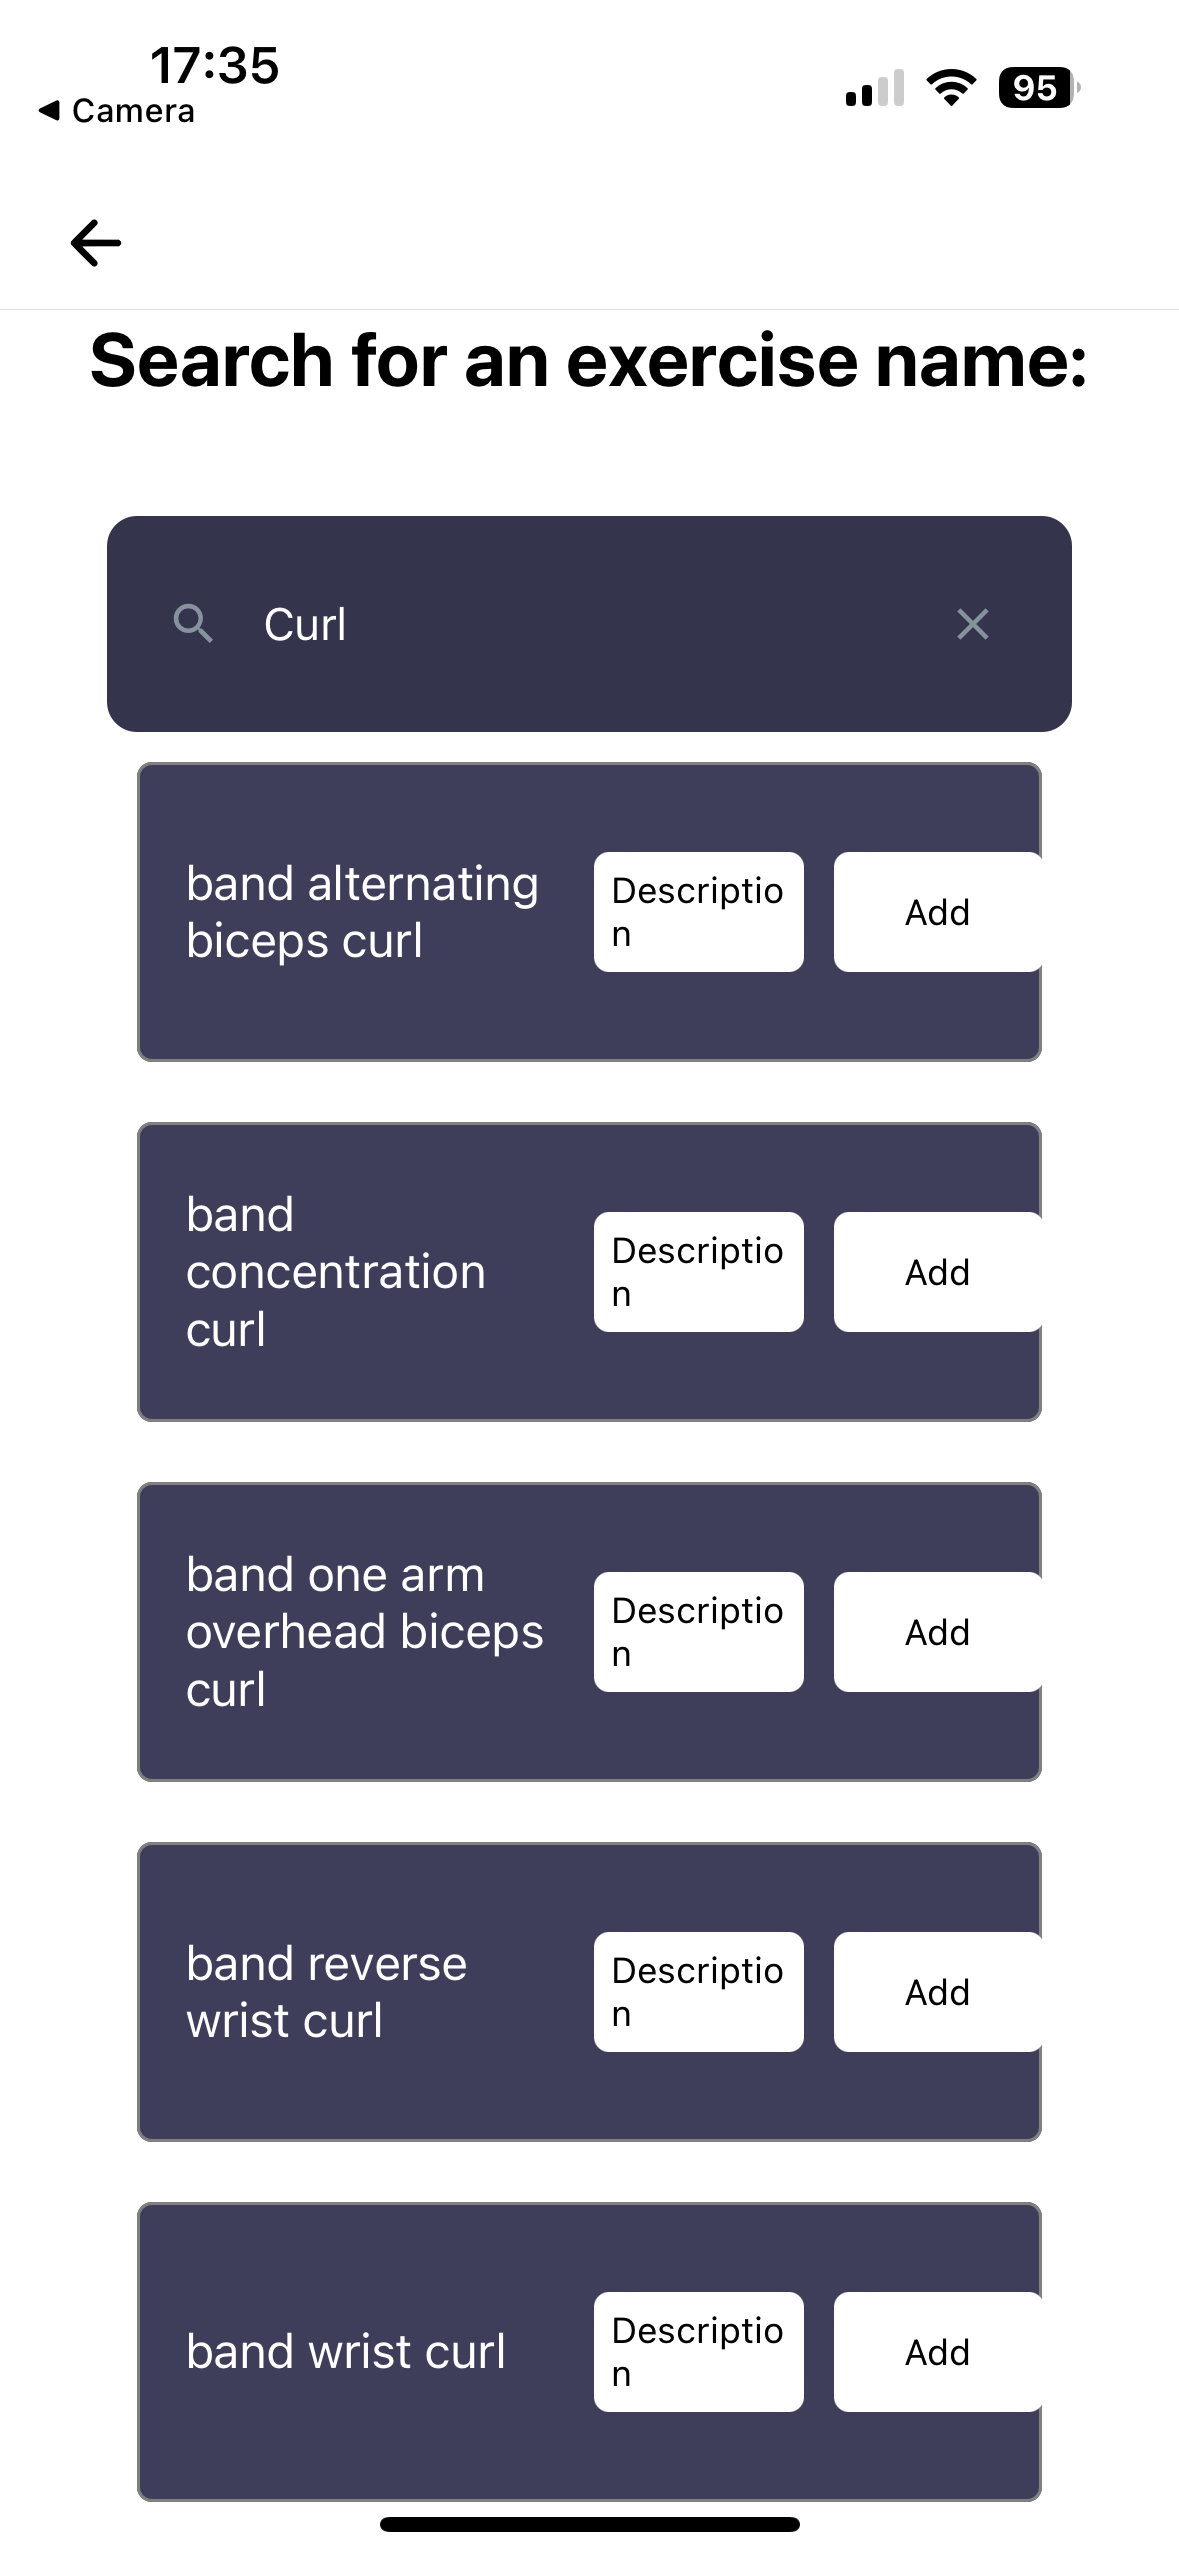 17:35
Camera
95
Search for an exercise name:
Curl
band alternating
biceps curl
Descriptio
n
Add
band
concentration
curl
Descriptio
n
Add
band one arm
overhead biceps
curl
Descriptio
n
Add
band reverse
wrist curl
Descriptio
n
Add
band wrist curl
Descriptio
n
Add